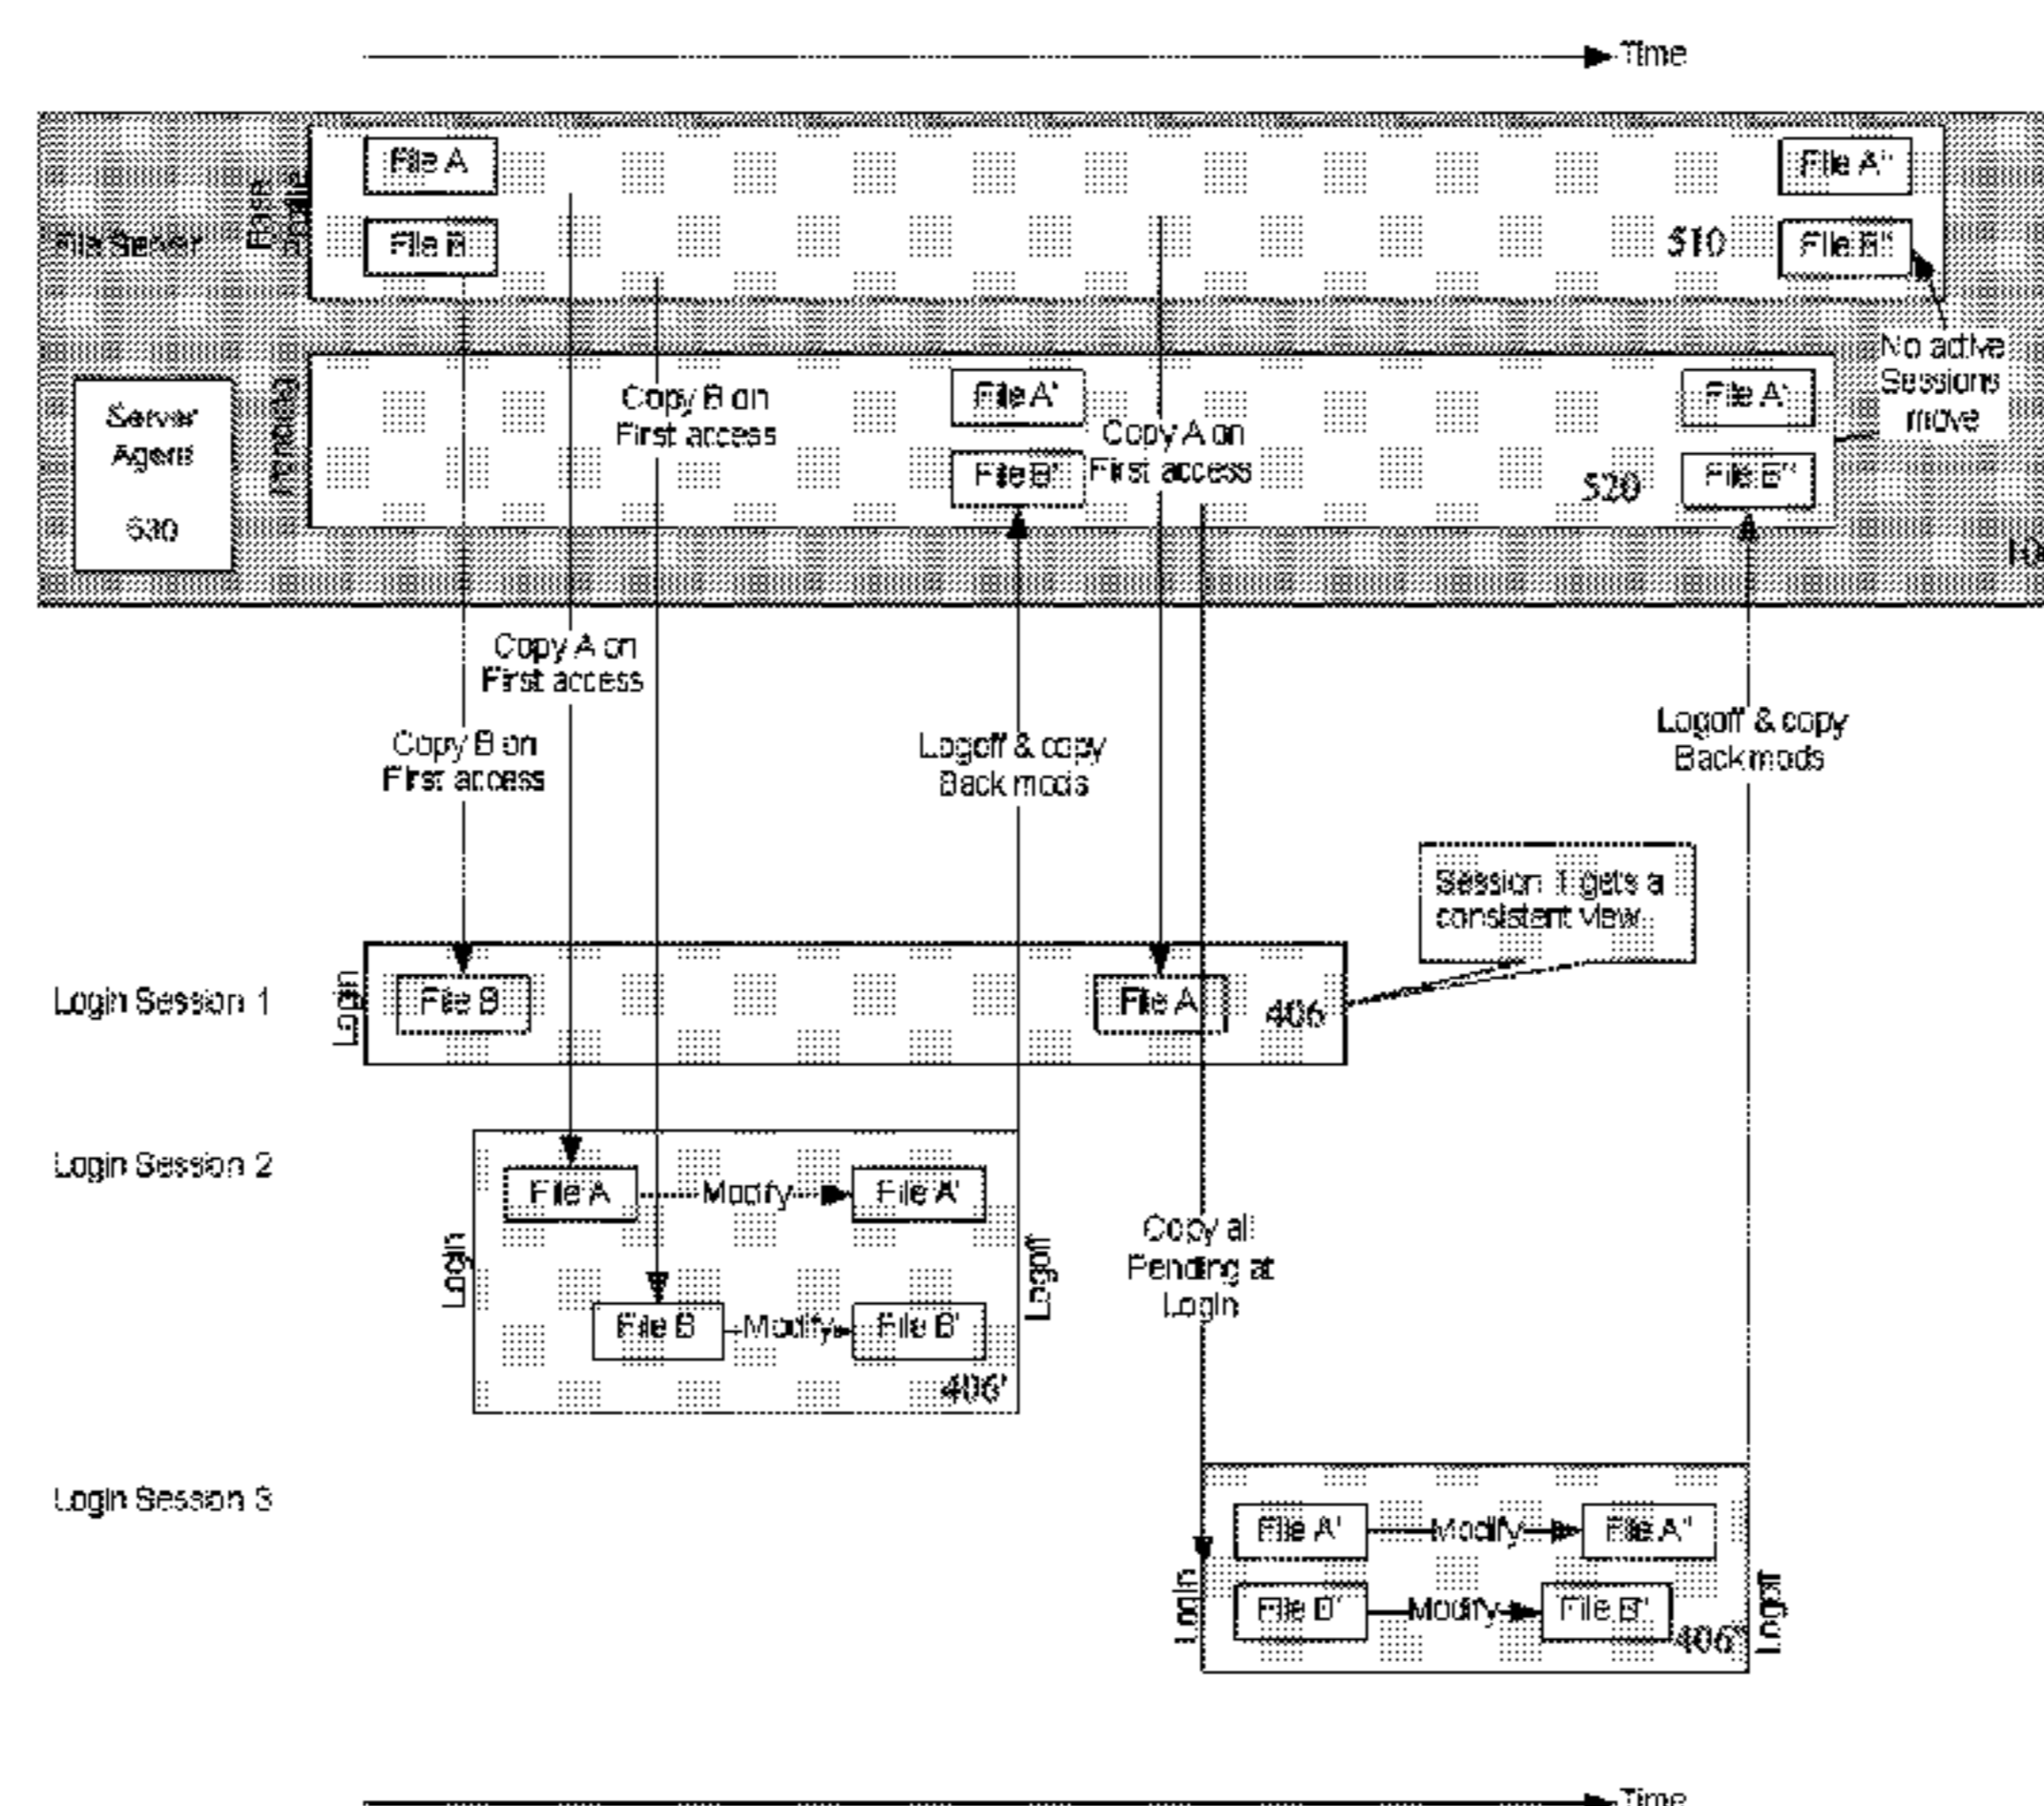 Time
File A
File A"
File Server
Base
Profile
File B
510
File B"
No active
Sessions
move
Server
Agent
530
Pending
Copy B on
First access
File A'
File B'
Copy A on
First access
520
File A"
File B"
Copy A on
First access
Copy B on
First access
Logoff & copy
Back mods
Logoff & copy
Back mods
Session 1 gets a
consistent view
Login Session 1
Login
File B
File A
406
Login Session 2
Login
File A
Modify
File A'
File B
Modify
File B'
406'
Logoff
Copy all
Pending at
Login
Login Session 3
Login
File A'
Modify
File A"
File B'
Modify
File B"
406"
Logoff
Time